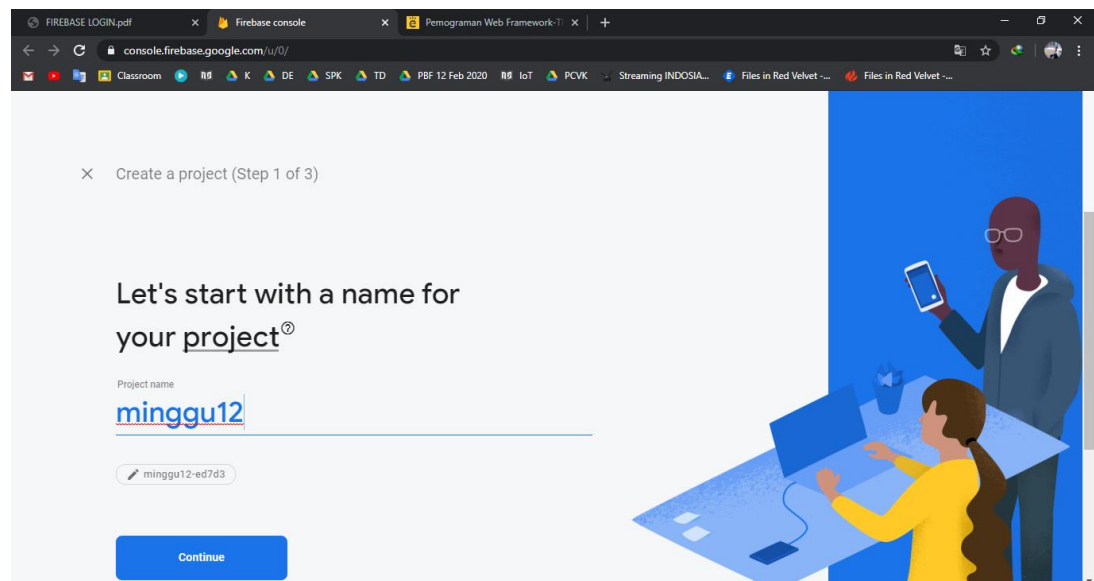 FIREBASE LOGIN.pdf
Firebase console
Pemograman Web Framework-Ti
console.firebase.google.com/u/0/
Classroom K DE SPK TD PBF 12 Feb 2020 IoT PCVK Streaming INDOSIA... Files in Red Velvet -... Files in Red Velvet -...
Create a project (Step 1 of 3)
Let's start with a name for
your project
Project name
minggu12
minggu12-ed7d3
Continue